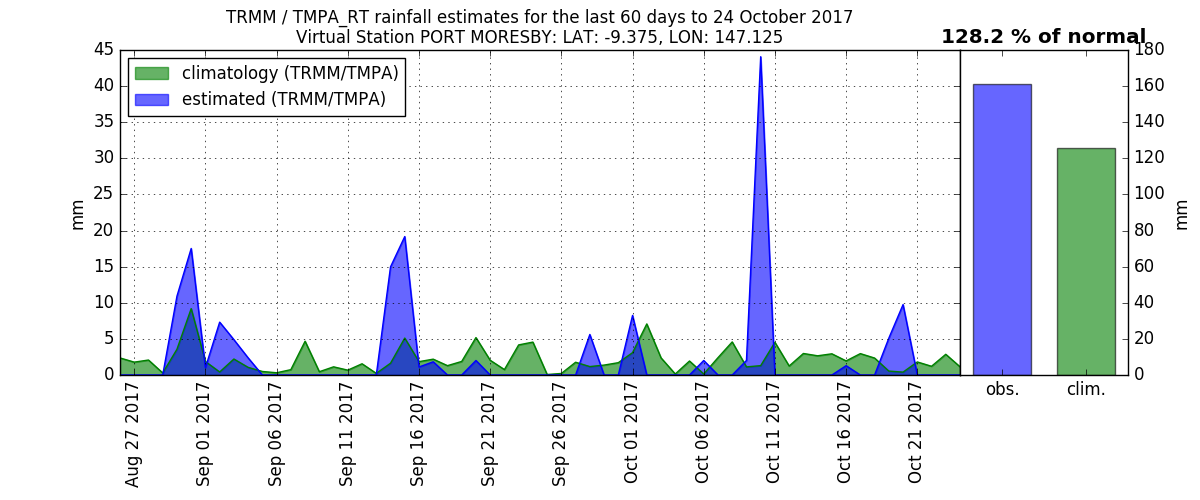 TRMM / TMPA_RT rainfall estimates for the last 60 days to 24 October 2017
Virtual Station PORT MORESBY: LAT: -9.375, LON: 147.125
128.2 % of normal
climatology (TRMM/TMPA)
estimated (TRMM/TMPA)
mm
45
40
35
30
25
20
15
10
5
0
Aug 27 2017
Sep 01 2017
Sep 06 2017
Sep 11 2017
Sep 16 2017
Sep 21 2017
Sep 26 2017
Oct 01 2017
Oct 06 2017
Oct 11 2017
Oct 16 2017
Oct 21 2017
obs.
clim.
180
160
140
120
100
80
60
40
20
0
mm